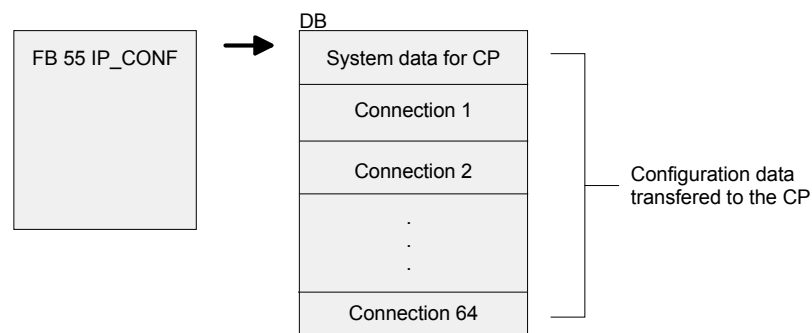 DB
FB 55 IP_CONF
System data for CP
Connection 1
Connection 2
.
.
.
Connection 64
Configuration data
transfered to the CP